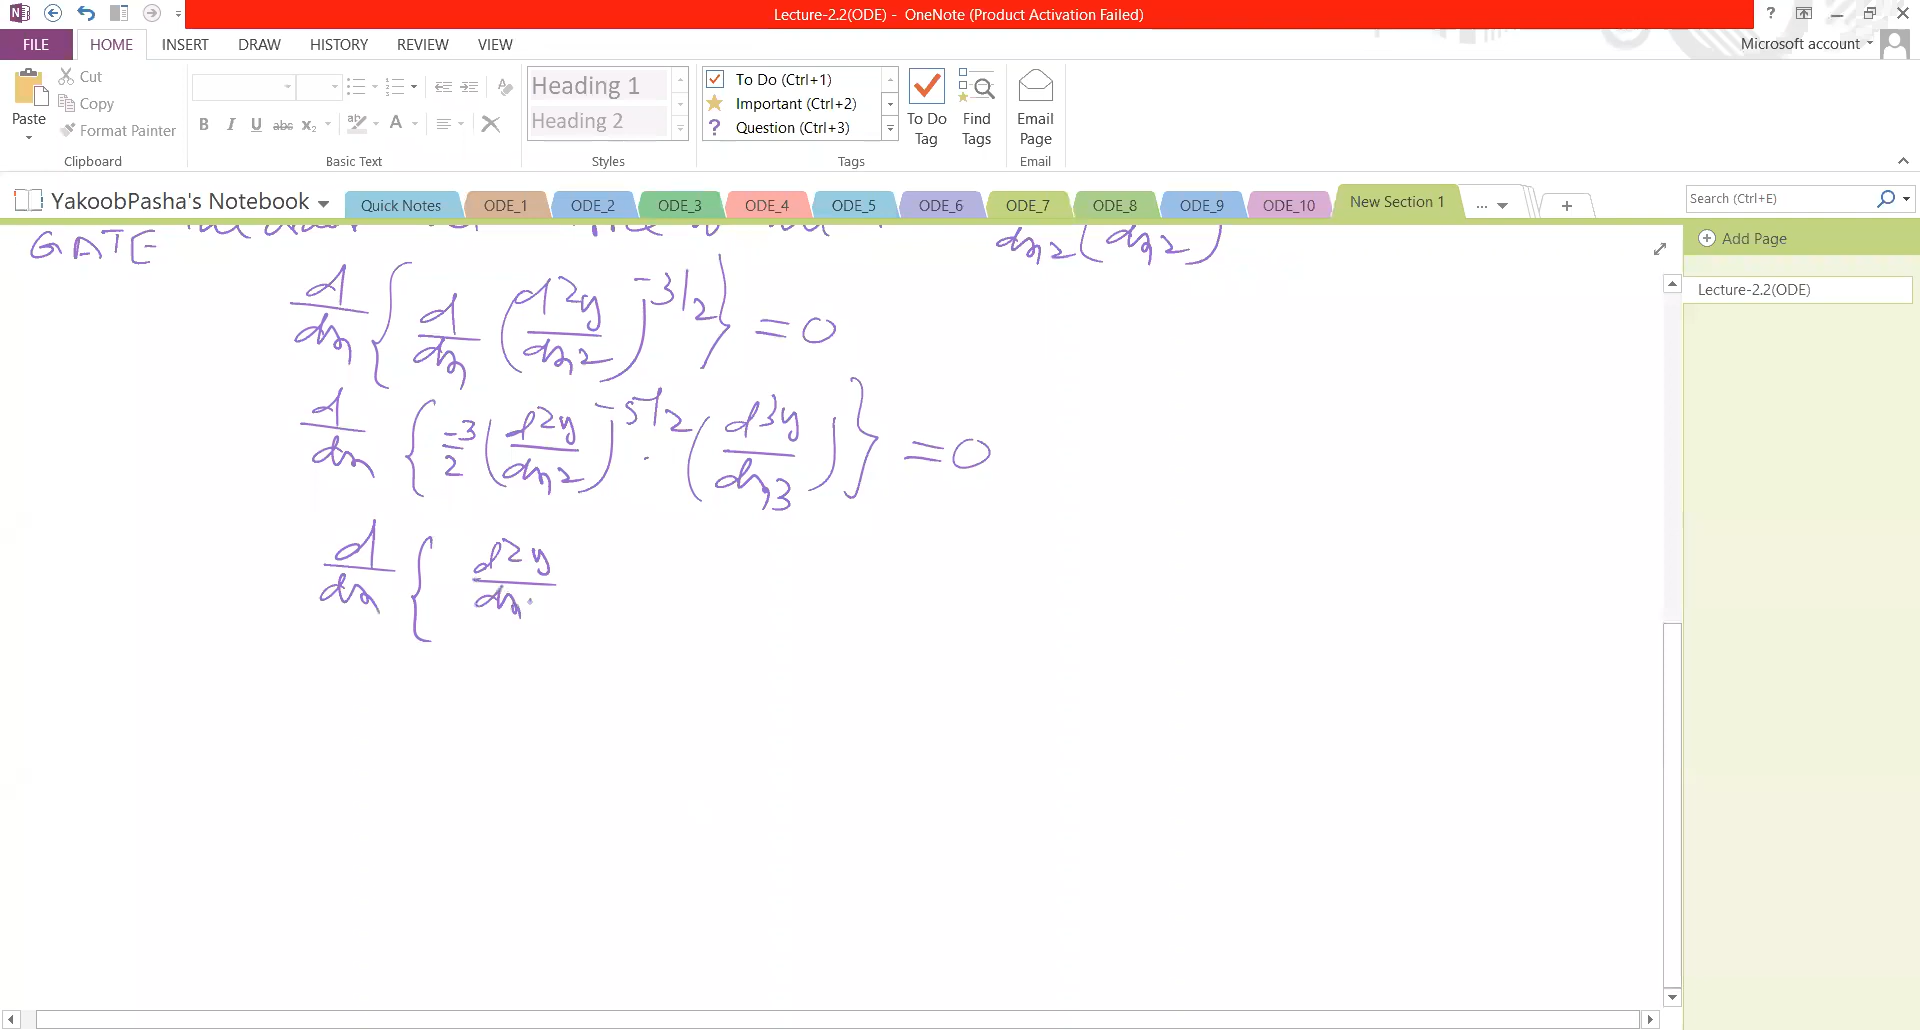 Lecture-2.2(ODE) - OneNote (Product Activation Failed)
?
FILE HOME INSERT DRAW HISTORY REVIEW VIEW
Microsoft account
Paste
Cut
Copy
Format Painter
Clipboard
B I U abc x₂ ab A
Basic Text
Heading 1
Heading 2
Styles
To Do (Ctrl+1)
Important (Ctrl+2)
? Question (Ctrl+3)
To Do Tag
Find Tags
Tags
Email Page
Email
YakoobPasha's Notebook
Quick Notes ODE_1 ODE_2 ODE_3 ODE_4 ODE_5 ODE_6 ODE_7 ODE_8 ODE_9 ODE_10 New Section 1 ... +
Search (Ctrl+E)
Add Page
Lecture-2.2(ODE)
GATE
dx2 (dx2)
d/dx { d/dx (d2y/dx2)^-3/2 } = 0
d/dx { -3/2 (d2y/dx2)^-5/2 . (d3y/dx3) } = 0
d/dx { d2y/dx